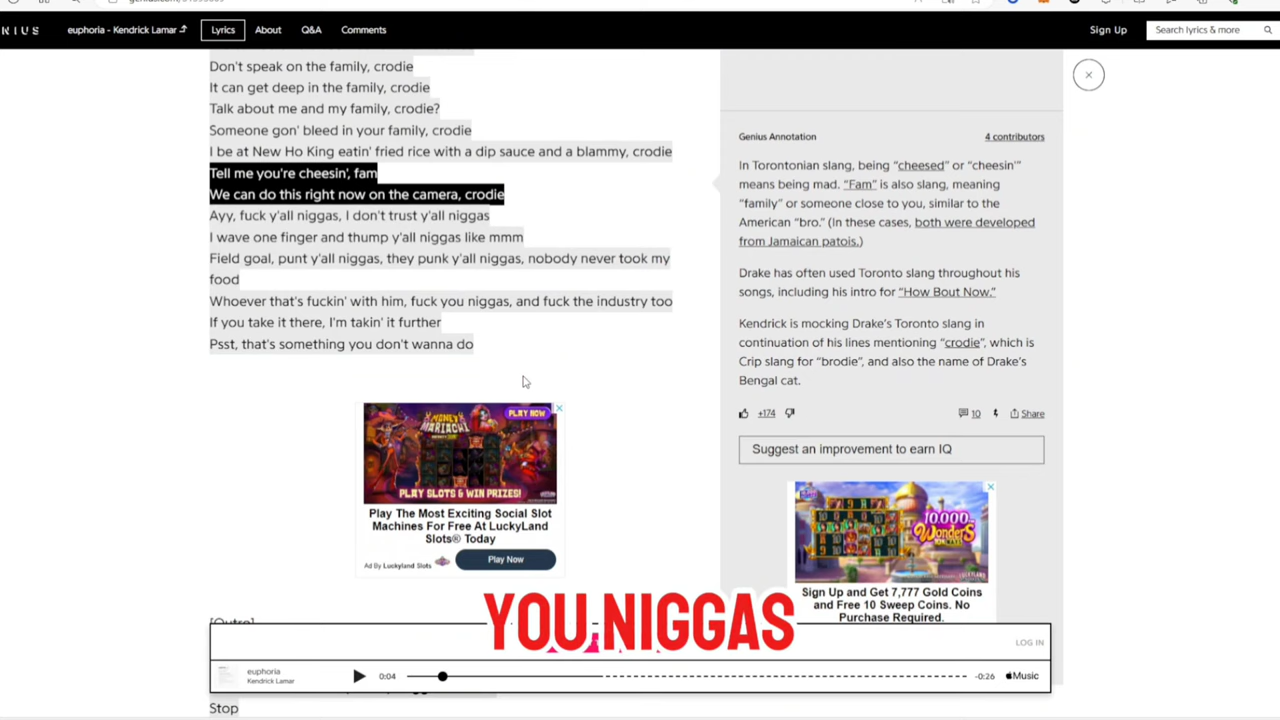 genius.com/31293005
NIUS
euphoria - Kendrick Lamar
Lyrics
About
Q&A
Comments
Sign Up
Search lyrics & more
Don't speak on the family, crodie
It can get deep in the family, crodie
Talk about me and my family, crodie?
Someone gon' bleed in your family, crodie
I be at New Ho King eatin' fried rice with a dip sauce and a blammy, crodie
Tell me you're cheesin', fam
We can do this right now on the camera, crodie
Ayy, fuck y'all niggas, I don't trust y'all niggas
I wave one finger and thump y'all niggas like mmm
Field goal, punt y'all niggas, they punk y'all niggas, nobody never took my
food
Whoever that's fuckin' with him, fuck you niggas, and fuck the industry too
If you take it there, I'm takin' it further
Psst, that's something you don't wanna do
MONEY
MARIACHI
PLAY NOW
PLAY SLOTS & WIN PRIZES!
Play The Most Exciting Social Slot
Machines For Free At LuckyLand
Slots® Today
Ad By Luckyland Slots
Play Now
[Outro]
Stop
Genius Annotation
4 contributors
In Torontonian slang, being “cheesed” or “cheesin'”
means being mad. “Fam” is also slang, meaning
“family” or someone close to you, similar to the
American “bro.” (In these cases, both were developed
from Jamaican patois.)
Drake has often used Toronto slang throughout his
songs, including his intro for “How Bout Now.”
Kendrick is mocking Drake’s Toronto slang in
continuation of his lines mentioning “crodie”, which is
Crip slang for “brodie”, and also the name of Drake’s
Bengal cat.
+174
10
Share
Suggest an improvement to earn IQ
10,000
Wonders
Sign Up and Get 7,777 Gold Coins
and Free 10 Sweep Coins. No
Purchase Required.
YOU NIGGAS
LOG IN
euphoria
Kendrick Lamar
0:04
-0:26
Music